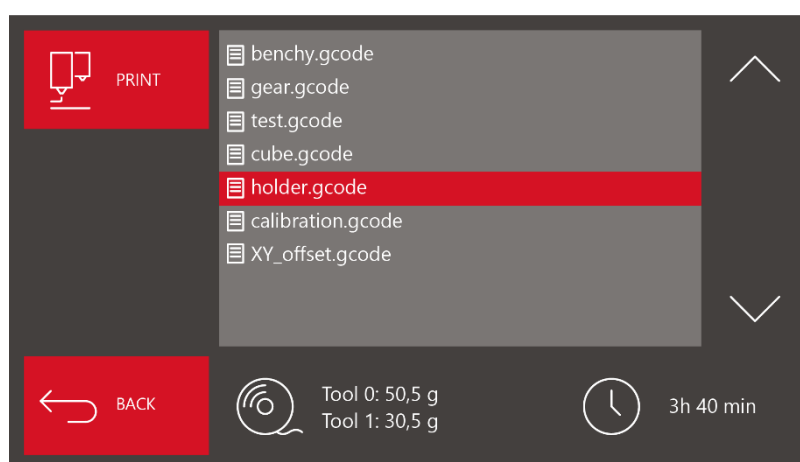 PRINT
benchy.gcode
gear.gcode
test.gcode
cube.gcode
holder.gcode
calibration.gcode
XY_offset.gcode
BACK
Tool 0: 50,5 g
Tool 1: 30,5 g
3h 40 min